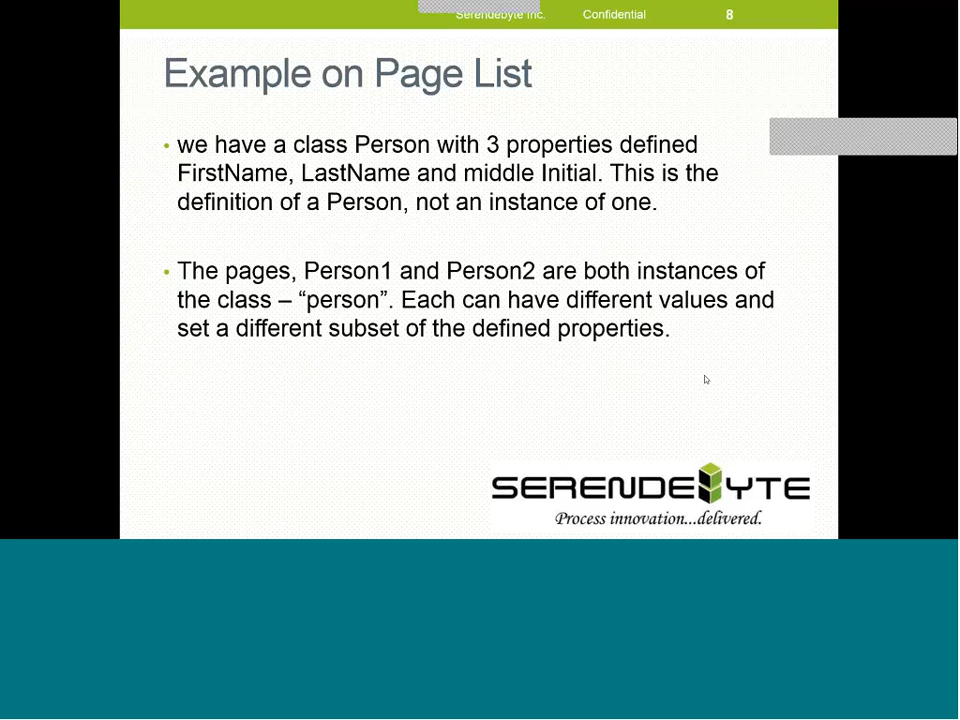 Serendebyte Inc. Confidential 8
Example on Page List
• we have a class Person with 3 properties defined
FirstName, LastName and middle Initial. This is the
definition of a Person, not an instance of one.
• The pages, Person1 and Person2 are both instances of
the class – “person”. Each can have different values and
set a different subset of the defined properties.
SERENDEBYTE
Process innovation...delivered.